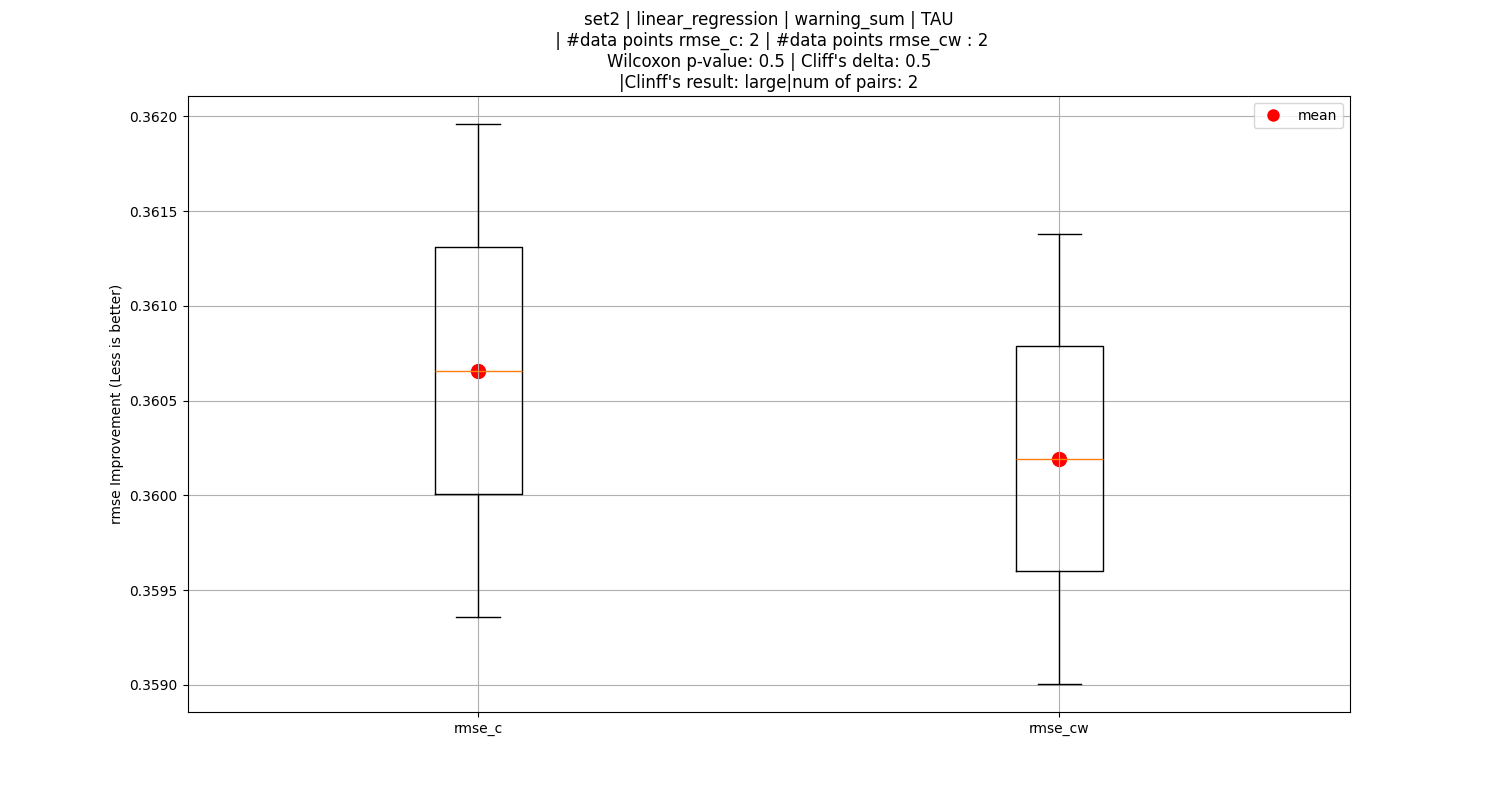 set2 | linear_regression | warning_sum | TAU
| #data points rmse_c: 2 | #data points rmse_cw : 2
Wilcoxon p-value: 0.5 | Cliff's delta: 0.5
|Clinff's result: large|num of pairs: 2
mean
rmse Improvement (Less is better)
0.3620
0.3615
0.3610
0.3605
0.3600
0.3595
0.3590
rmse_c
rmse_cw